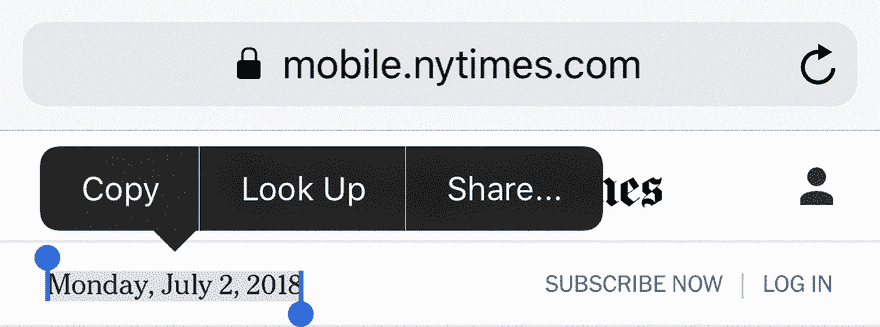 mobile.nytimes.com
Copy Look Up Share...
Monday, July 2, 2018 SUBSCRIBE NOW | LOG IN